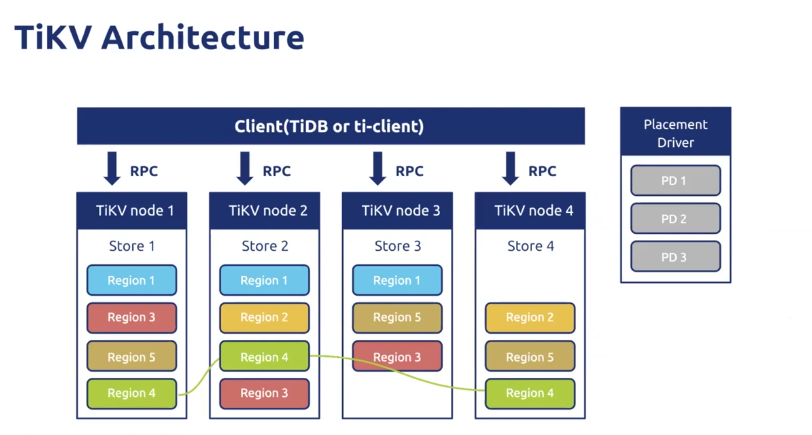 TiKV Architecture
Client(TiDB or ti-client)
RPC
RPC
RPC
RPC
TiKV node 1
Store 1
Region 1
Region 3
Region 5
Region 4
TiKV node 2
Store 2
Region 1
Region 2
Region 4
Region 3
TiKV node 3
Store 3
Region 1
Region 5
Region 3
TiKV node 4
Store 4
Region 2
Region 5
Region 4
Placement
Driver
PD 1
PD 2
PD 3